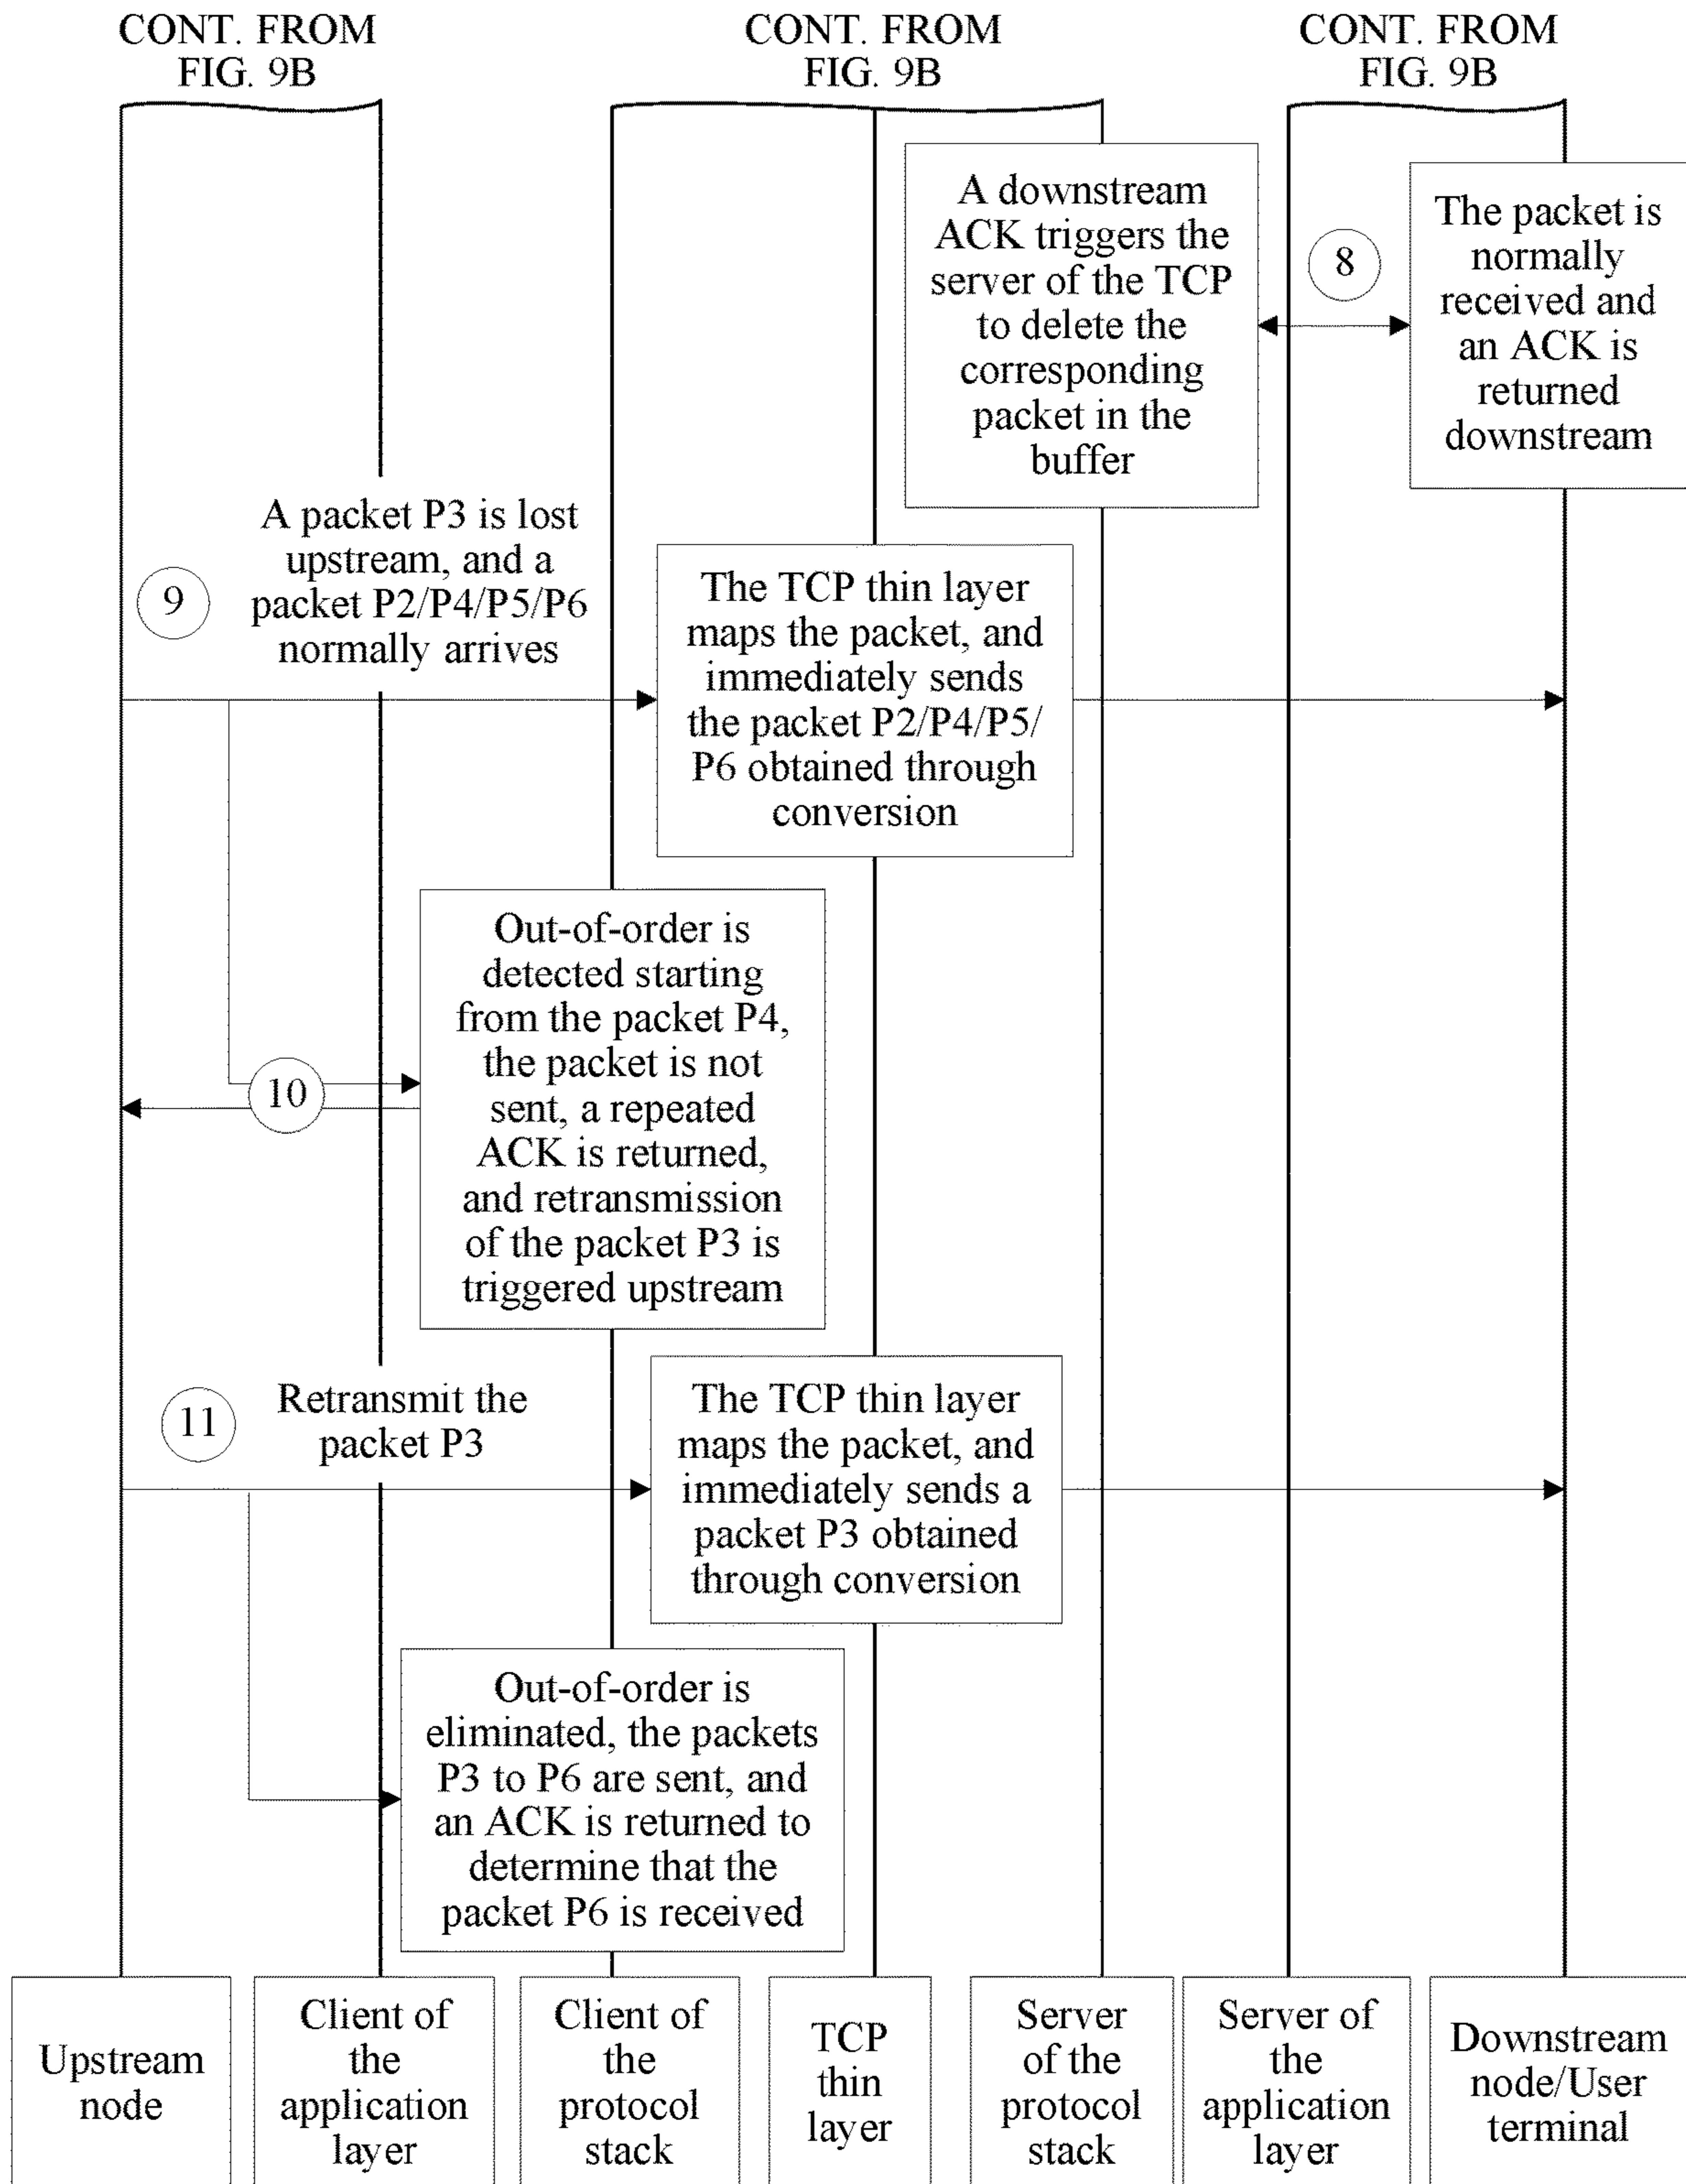 CONT. FROM
FIG. 9B
CONT. FROM
FIG. 9B
CONT. FROM
FIG. 9B
A downstream
ACK triggers the
server of the TCP
to delete the
corresponding
packet in the
buffer
8
The packet is
normally
received and
an ACK is
returned
downstream
9
A packet P3 is lost
upstream, and a
packet P2/P4/P5/P6
normally arrives
The TCP thin layer
maps the packet, and
immediately sends
the packet P2/P4/P5/
P6 obtained through
conversion
10
Out-of-order is
detected starting
from the packet P4,
the packet is not
sent, a repeated
ACK is returned,
and retransmission
of the packet P3 is
triggered upstream
11
Retransmit the
packet P3
The TCP thin layer
maps the packet, and
immediately sends a
packet P3 obtained
through conversion
Out-of-order is
eliminated, the packets
P3 to P6 are sent, and
an ACK is returned to
determine that the
packet P6 is received
Upstream
node
Client of
the
application
layer
Client of
the
protocol
stack
TCP
thin
layer
Server
of the
protocol
stack
Server of
the
application
layer
Downstream
node/User
terminal